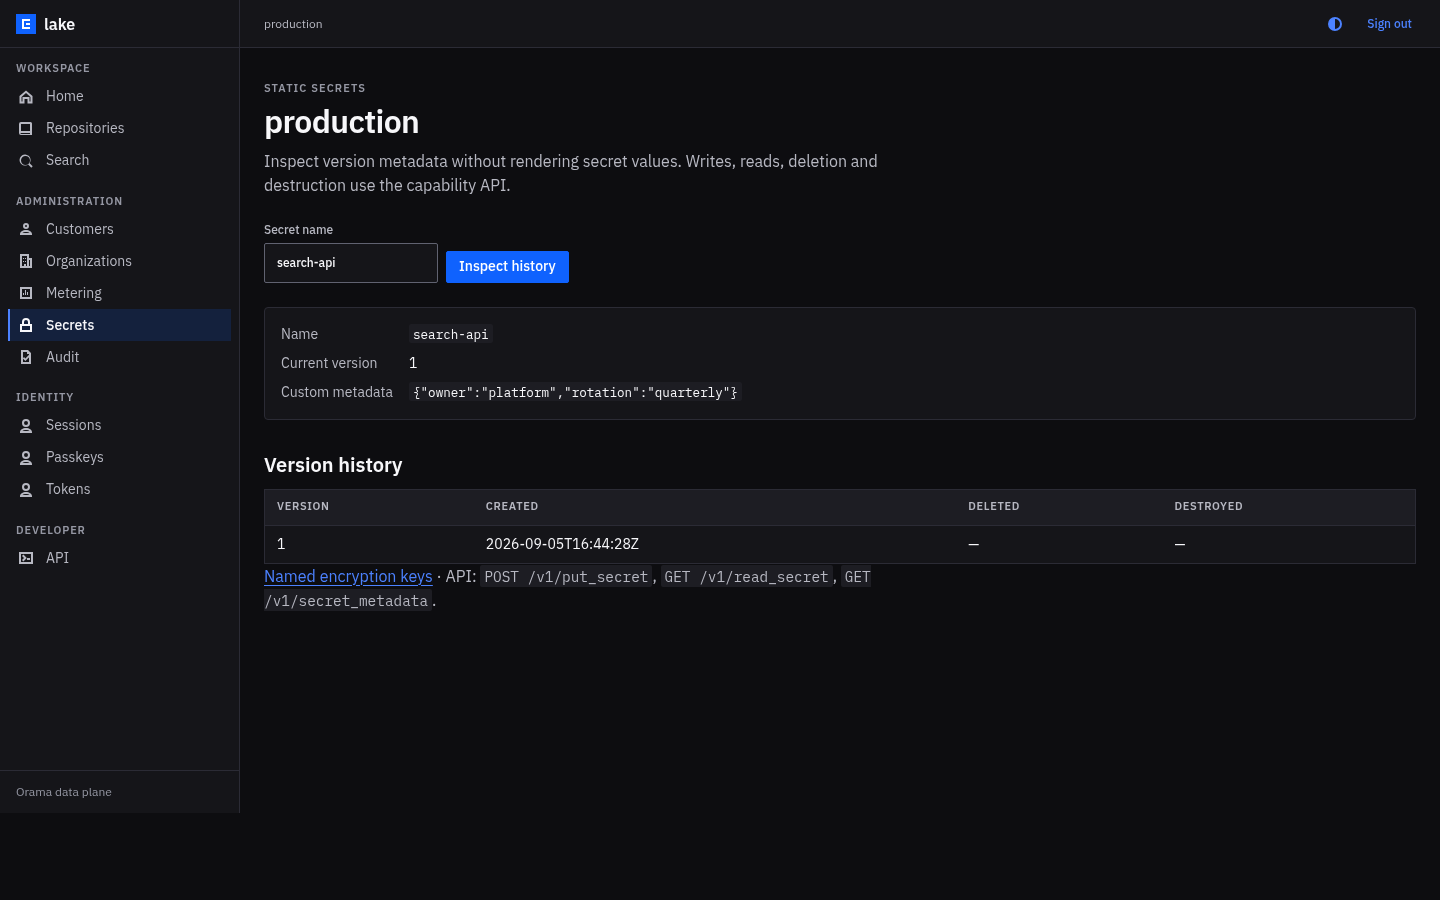 lake
production
Sign out
WORKSPACE
Home
Repositories
Search
ADMINISTRATION
Customers
Organizations
Metering
Secrets
Audit
IDENTITY
Sessions
Passkeys
Tokens
DEVELOPER
API
Orama data plane
STATIC SECRETS
production
Inspect version metadata without rendering secret values. Writes, reads, deletion and
destruction use the capability API.
Secret name
search-api
Inspect history
Name search-api
Current version 1
Custom metadata {"owner":"platform","rotation":"quarterly"}
Version history
VERSION CREATED DELETED DESTROYED
1 2026-09-05T16:44:28Z — —
Named encryption keys · API: POST /v1/put_secret, GET /v1/read_secret, GET
/v1/secret_metadata.